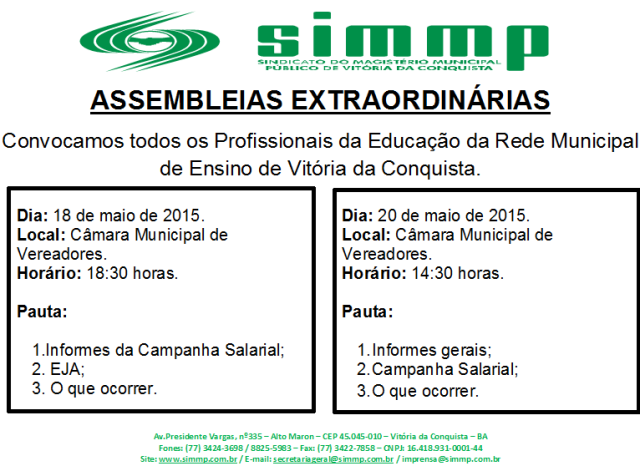 simmp
SINDICATO DO MAGISTÉRIO MUNICIPAL
PÚBLICO DE VITÓRIA DA CONQUISTA
ASSEMBLEIAS EXTRAORDINÁRIAS
Convocamos todos os Profissionais da Educação da Rede Municipal
de Ensino de Vitória da Conquista.
Dia: 18 de maio de 2015.
Local: Câmara Municipal de
Vereadores.
Horário: 18:30 horas.
Pauta:
1.Informes da Campanha Salarial;
2. EJA;
3. O que ocorrer.
Dia: 20 de maio de 2015.
Local: Câmara Municipal de
Vereadores.
Horário: 14:30 horas.
Pauta:
1.Informes gerais;
2.Campanha Salarial;
3.O que ocorrer.
Av.Presidente Vargas, nº335 – Alto Maron – CEP 45.045-010 – Vitória da Conquista – BA
Fones: (77) 3424-3698 / 8825-5983 – Fax: (77) 3422-7858 – CNPJ: 16.418.931-0001-44
Site: www.simmp.com.br / E-mail: secretariageral@simmp.com.br / imprensa@simmp.com.br